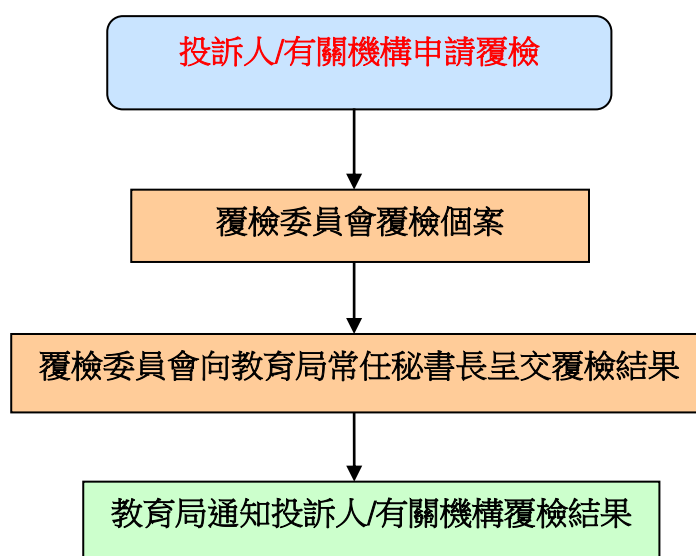 投訴人/有關機構申請覆檢
覆檢委員會覆檢個案
覆檢委員會向教育局常任秘書長呈交覆檢結果
教育局通知投訴人/有關機構覆檢結果